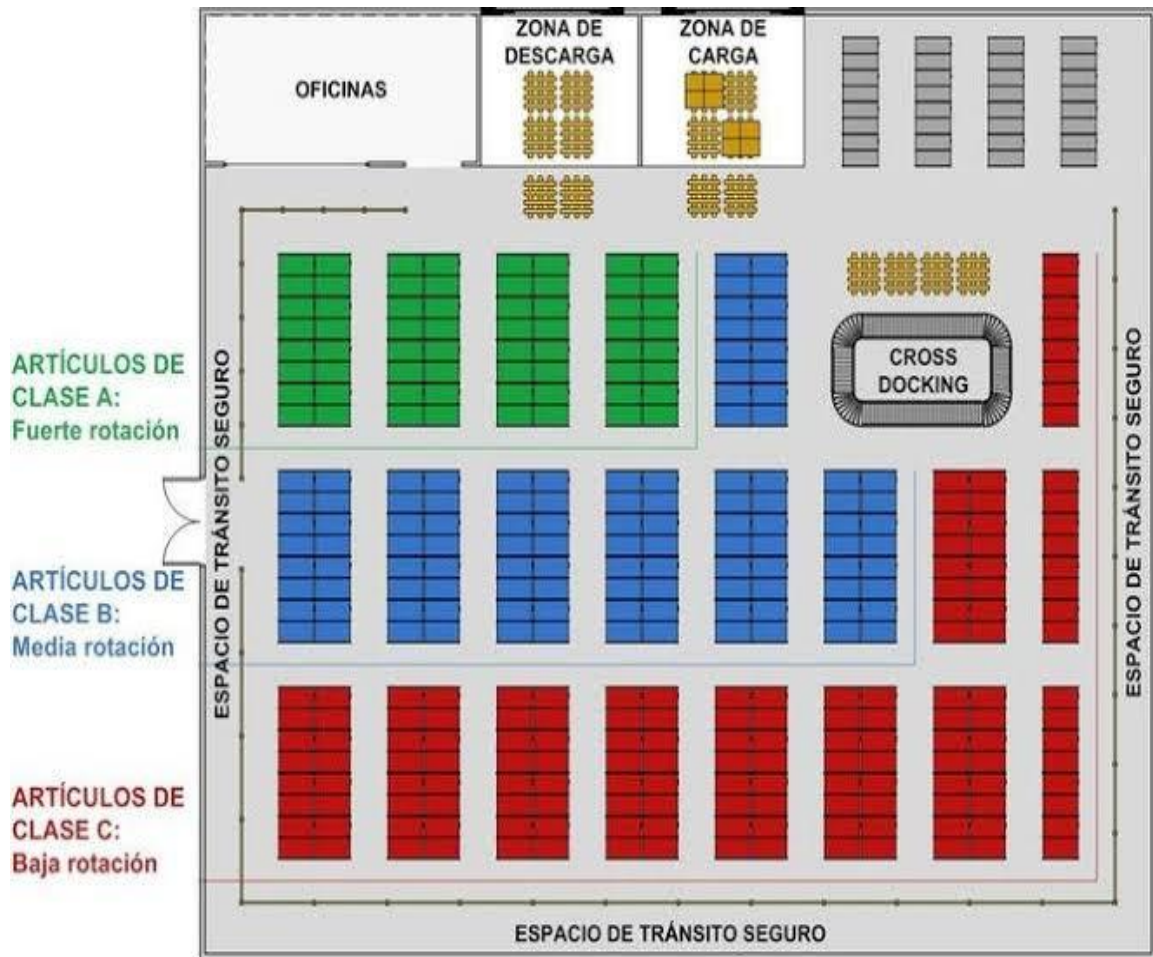 OFICINAS
ZONA DE
DESCARGA
ZONA DE
CARGA
ARTÍCULOS DE
CLASE A:
Fuerte rotación
ESPACIO DE TRÁNSITO SEGURO
CROSS
DOCKING
ESPACIO DE TRÁNSITO SEGURO
ARTÍCULOS DE
CLASE B:
Media rotación
ARTÍCULOS DE
CLASE C:
Baja rotación
ESPACIO DE TRÁNSITO SEGURO